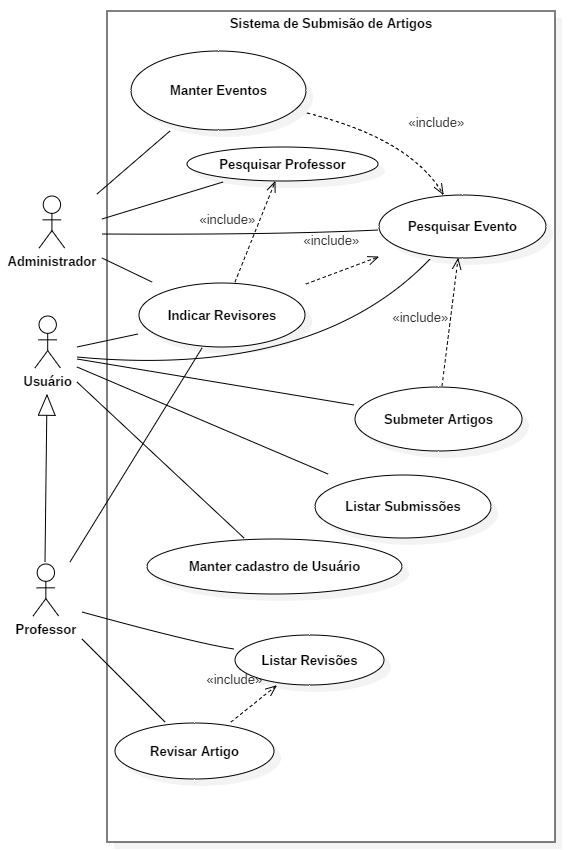 Sistema de Submisão de Artigos
Manter Eventos
«include»
Pesquisar Professor
«include»
Pesquisar Evento
«include»
Administrador
Indicar Revisores
«include»
Usuário
Submeter Artigos
Listar Submissões
Manter cadastro de Usuário
Professor
Listar Revisões
«include»
Revisar Artigo